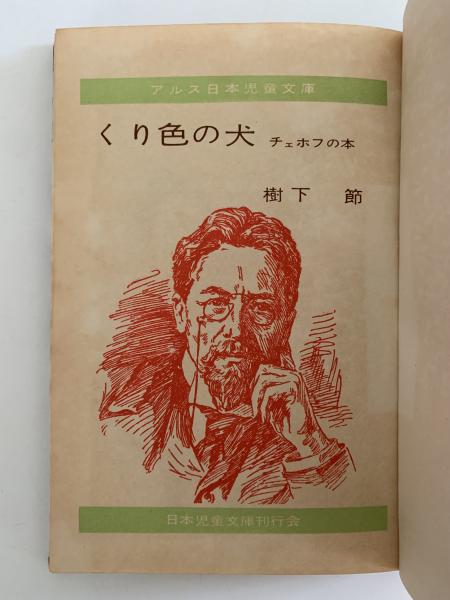 アルス日本児童文庫
くり色の犬 チェホフの本
樹下 節
日本児童文庫刊行会